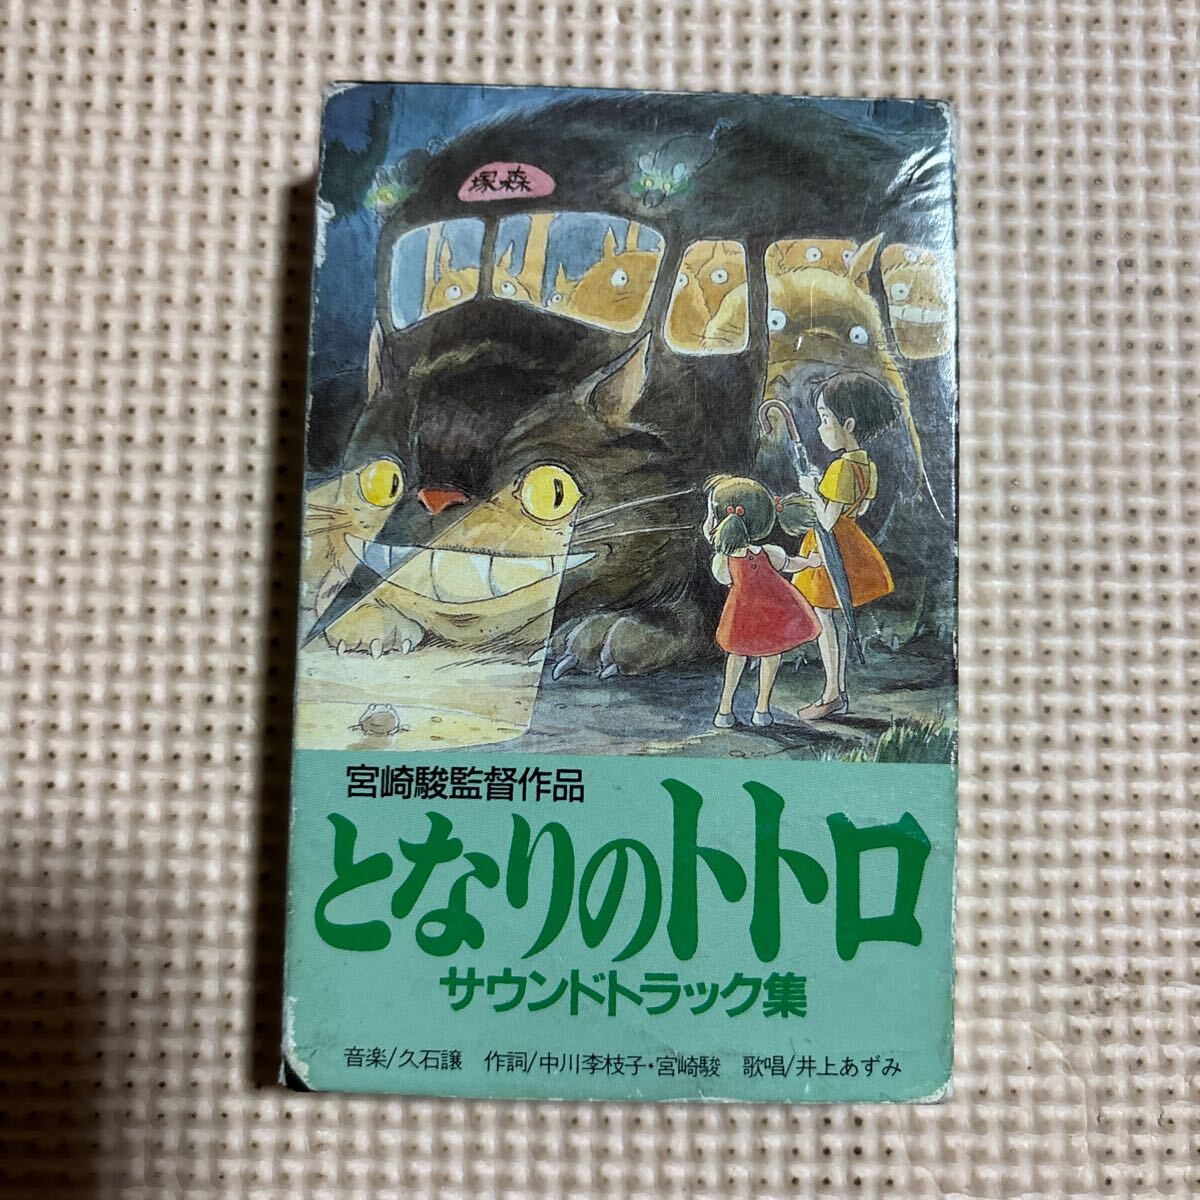 塚森
宮崎駿監督作品
となりのトトロ
サウンドトラック集
音楽/久石譲 作詞/中川李枝子・宮崎駿 歌唱/井上あずみ